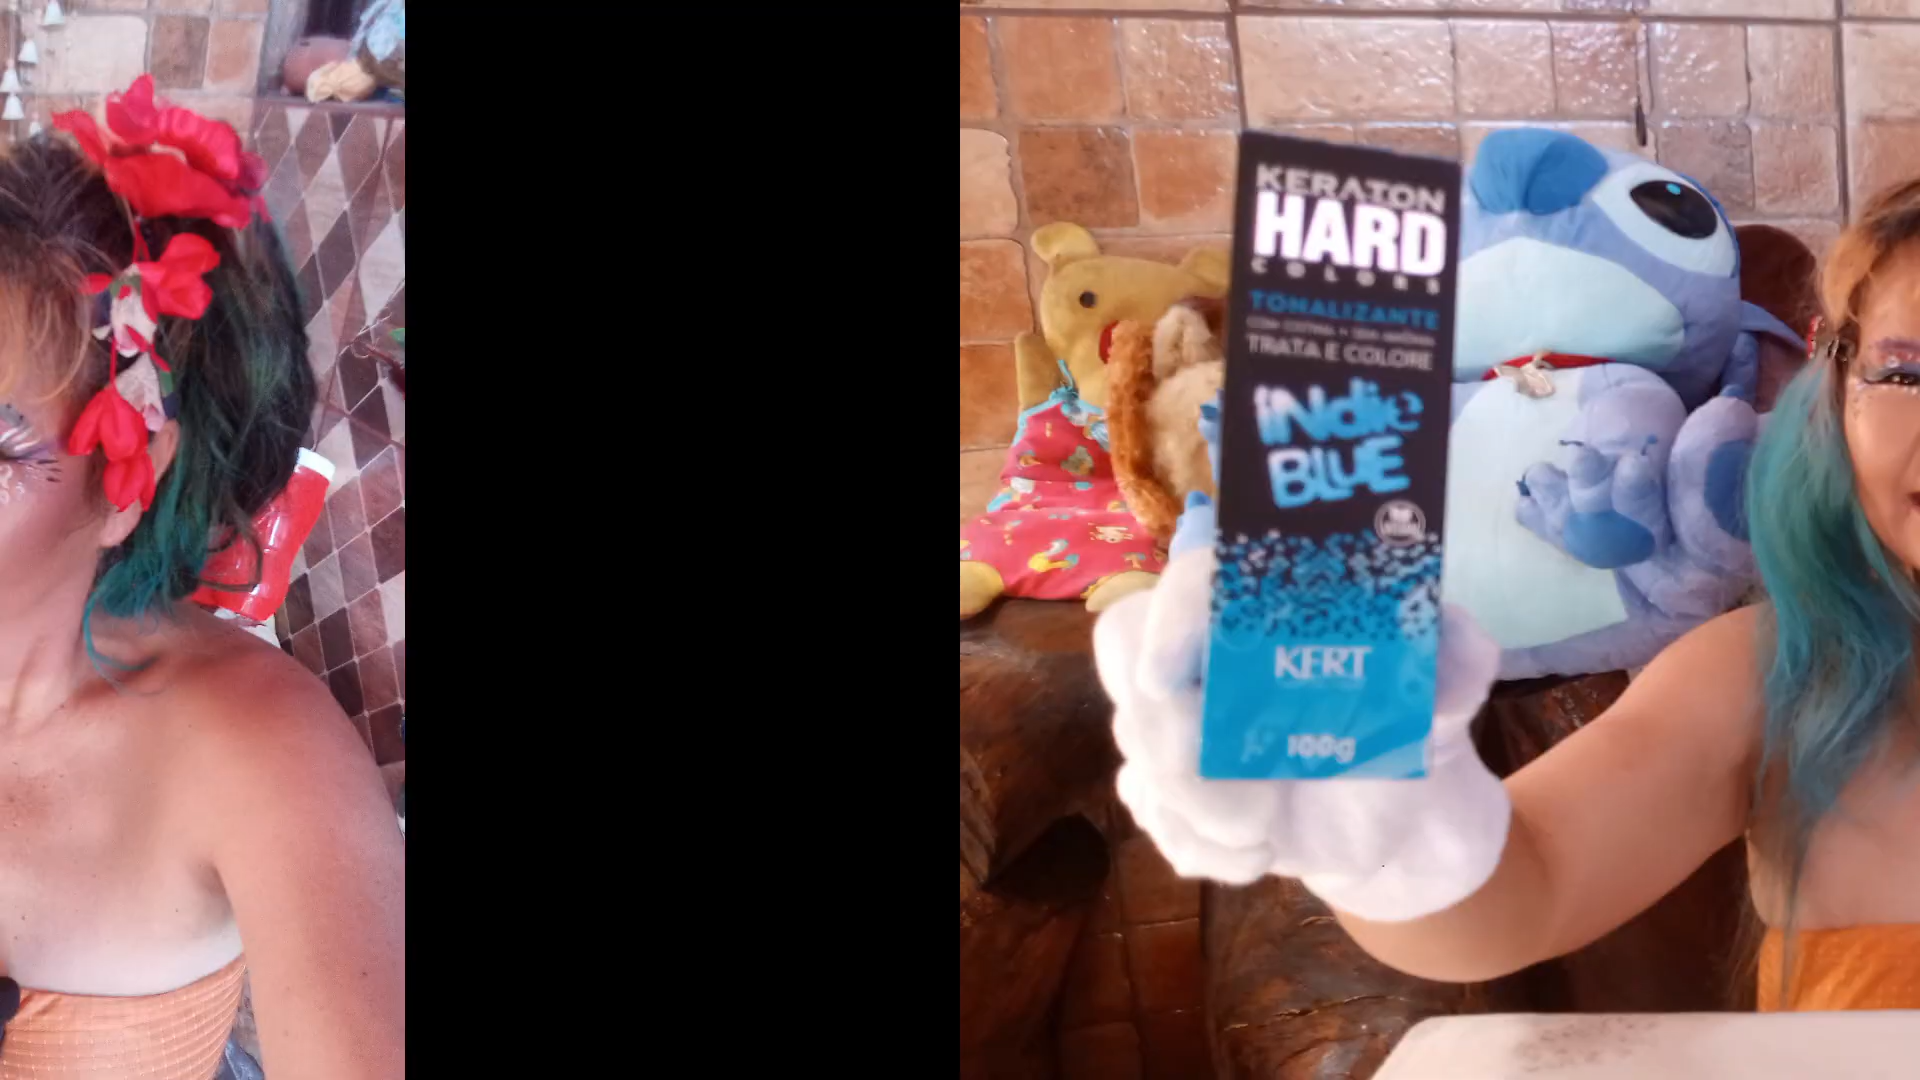 KERATON
HARD
COLORS
TONALIZANTE
TRATA E COLORE
iNdie
BLUE
KERT
100g